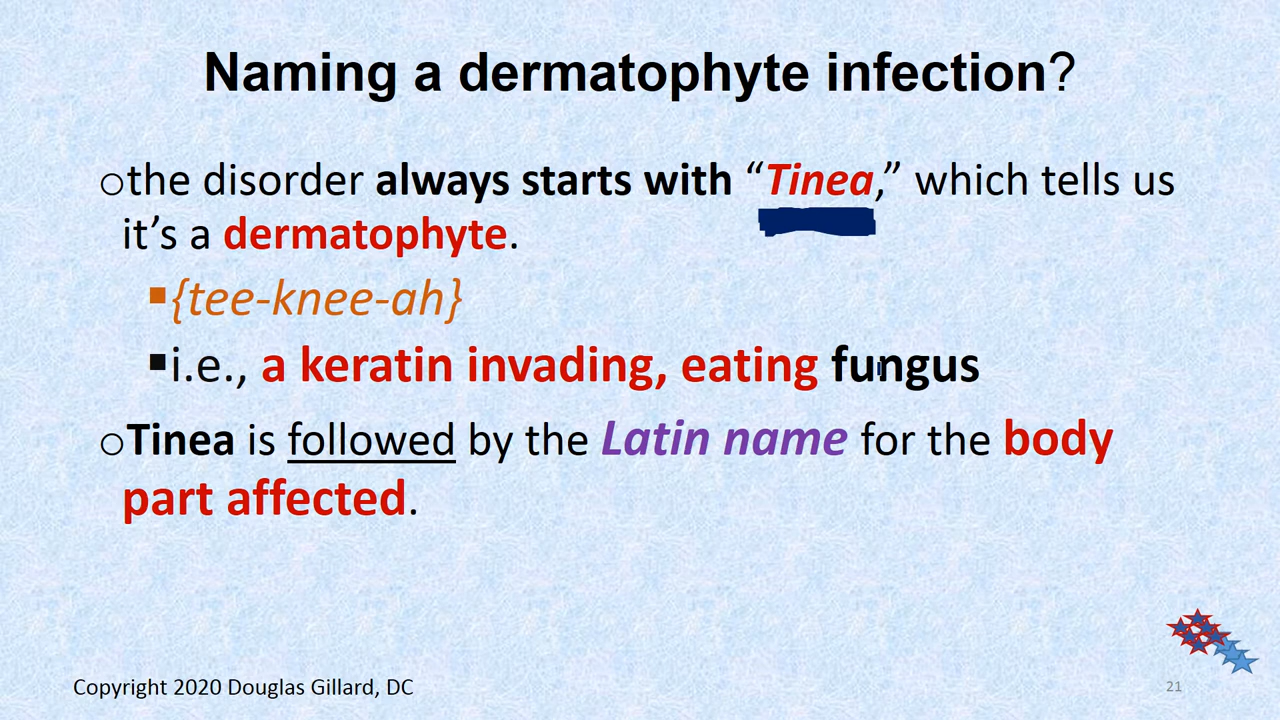 Naming a dermatophyte infection?
○the disorder always starts with “Tinea,” which tells us
it’s a dermatophyte.
▪{tee-knee-ah}
▪i.e., a keratin invading, eating fungus
○Tinea is followed by the Latin name for the body
part affected.
Copyright 2020 Douglas Gillard, DC
21